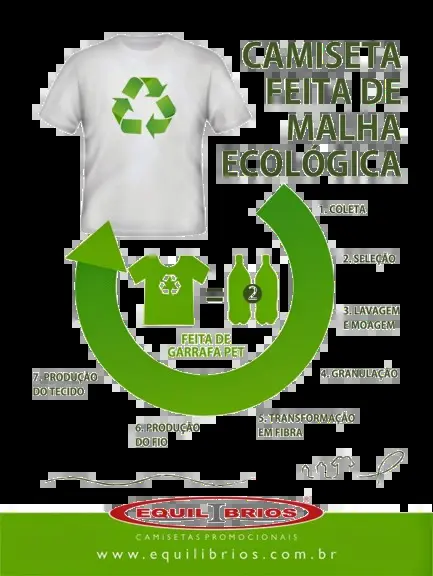 CAMISETA
FEITA DE
MALHA
ECOLÓGICA
1. COLETA
2. SELEÇÃO
3. LAVAGEM
E MOAGEM
4. GRANULAÇÃO
5. TRANSFORMAÇÃO
EM FIBRA
6. PRODUÇÃO
DO FIO
7. PRODUÇÃO
DO TECIDO
= 2
FEITA DE
GARRAFA PET
EQUILIBRIOS
CAMISETAS PROMOCIONAIS
www.equilibrios.com.br